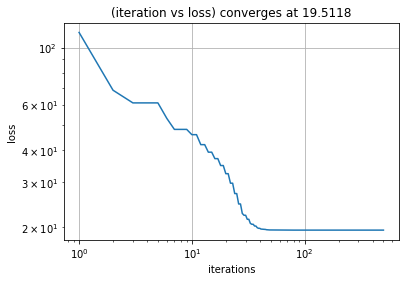 (iteration vs loss) converges at 19.5118
10²
6 × 10¹
4 × 10¹
3 × 10¹
2 × 10¹
loss
10⁰
10¹
10²
iterations